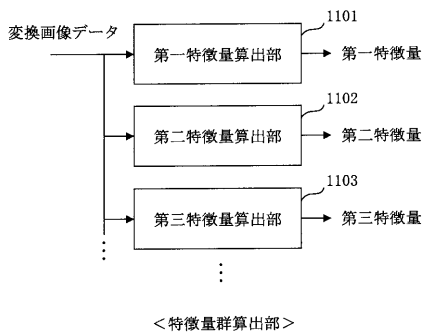 変換画像データ
1101
第一特徴量算出部
第一特徴量
1102
第二特徴量算出部
第二特徴量
1103
第三特徴量算出部
第三特徴量
＜特徴量群算出部＞